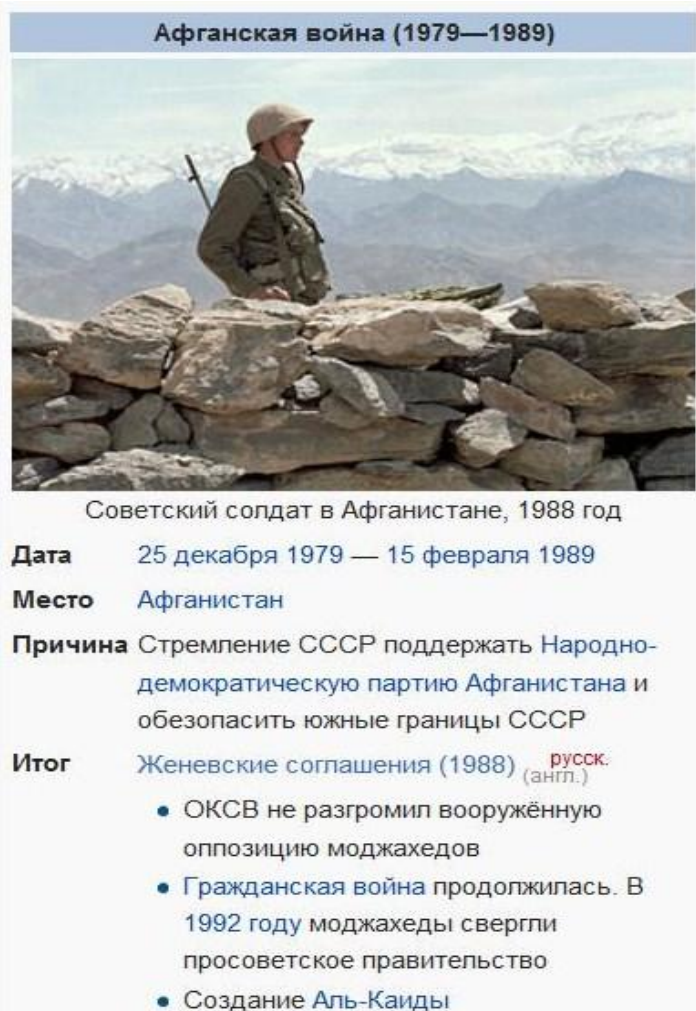 Афганская война (1979—1989)
Советский солдат в Афганистане, 1988 год
Дата 25 декабря 1979 — 15 февраля 1989
Место Афганистан
Причина Стремление СССР поддержать Народно-
демократическую партию Афганистана и
обезопасить южные границы СССР
Итог Женевские соглашения (1988) русск. (англ.)
• ОКСВ не разгромил вооружённую
оппозицию моджахедов
• Гражданская война продолжилась. В
1992 году моджахеды свергли
просоветское правительство
• Создание Аль-Каиды